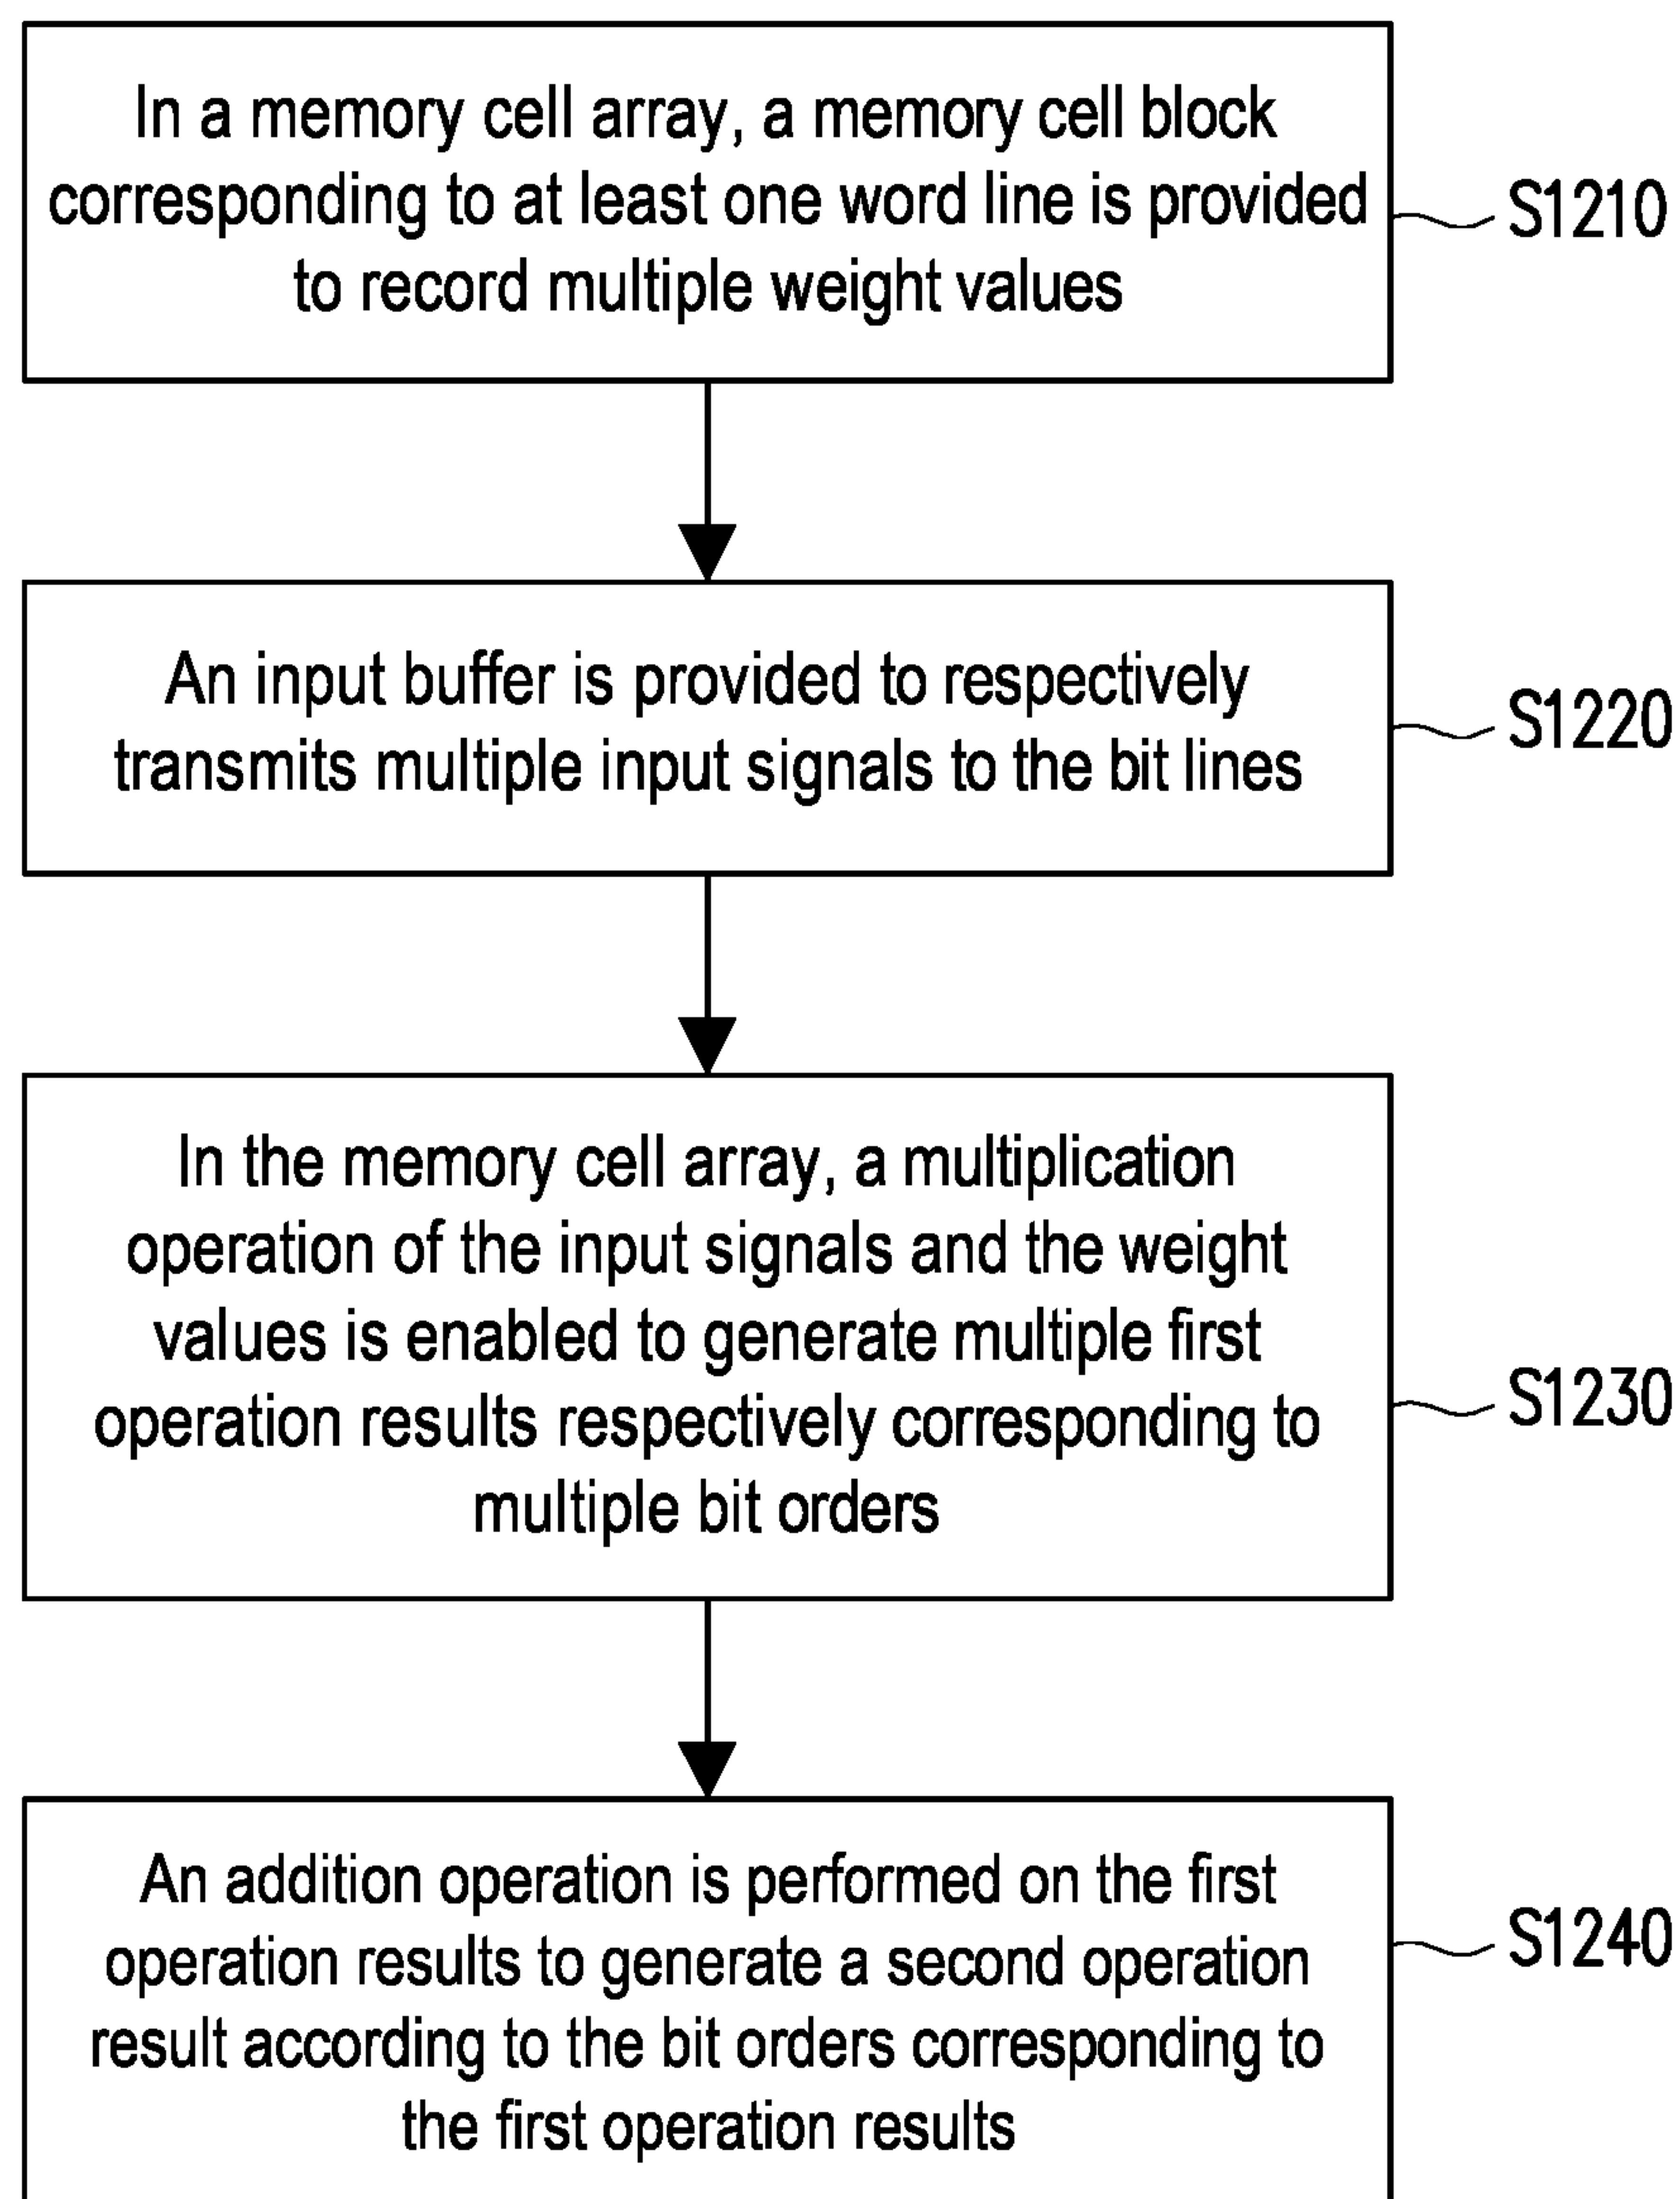 In a memory cell array, a memory cell block
corresponding to at least one word line is provided
to record multiple weight values
S1210
An input buffer is provided to respectively
transmits multiple input signals to the bit lines
S1220
In the memory cell array, a multiplication
operation of the input signals and the weight
values is enabled to generate multiple first
operation results respectively corresponding to
multiple bit orders
S1230
An addition operation is performed on the first
operation results to generate a second operation
result according to the bit orders corresponding to
the first operation results
S1240